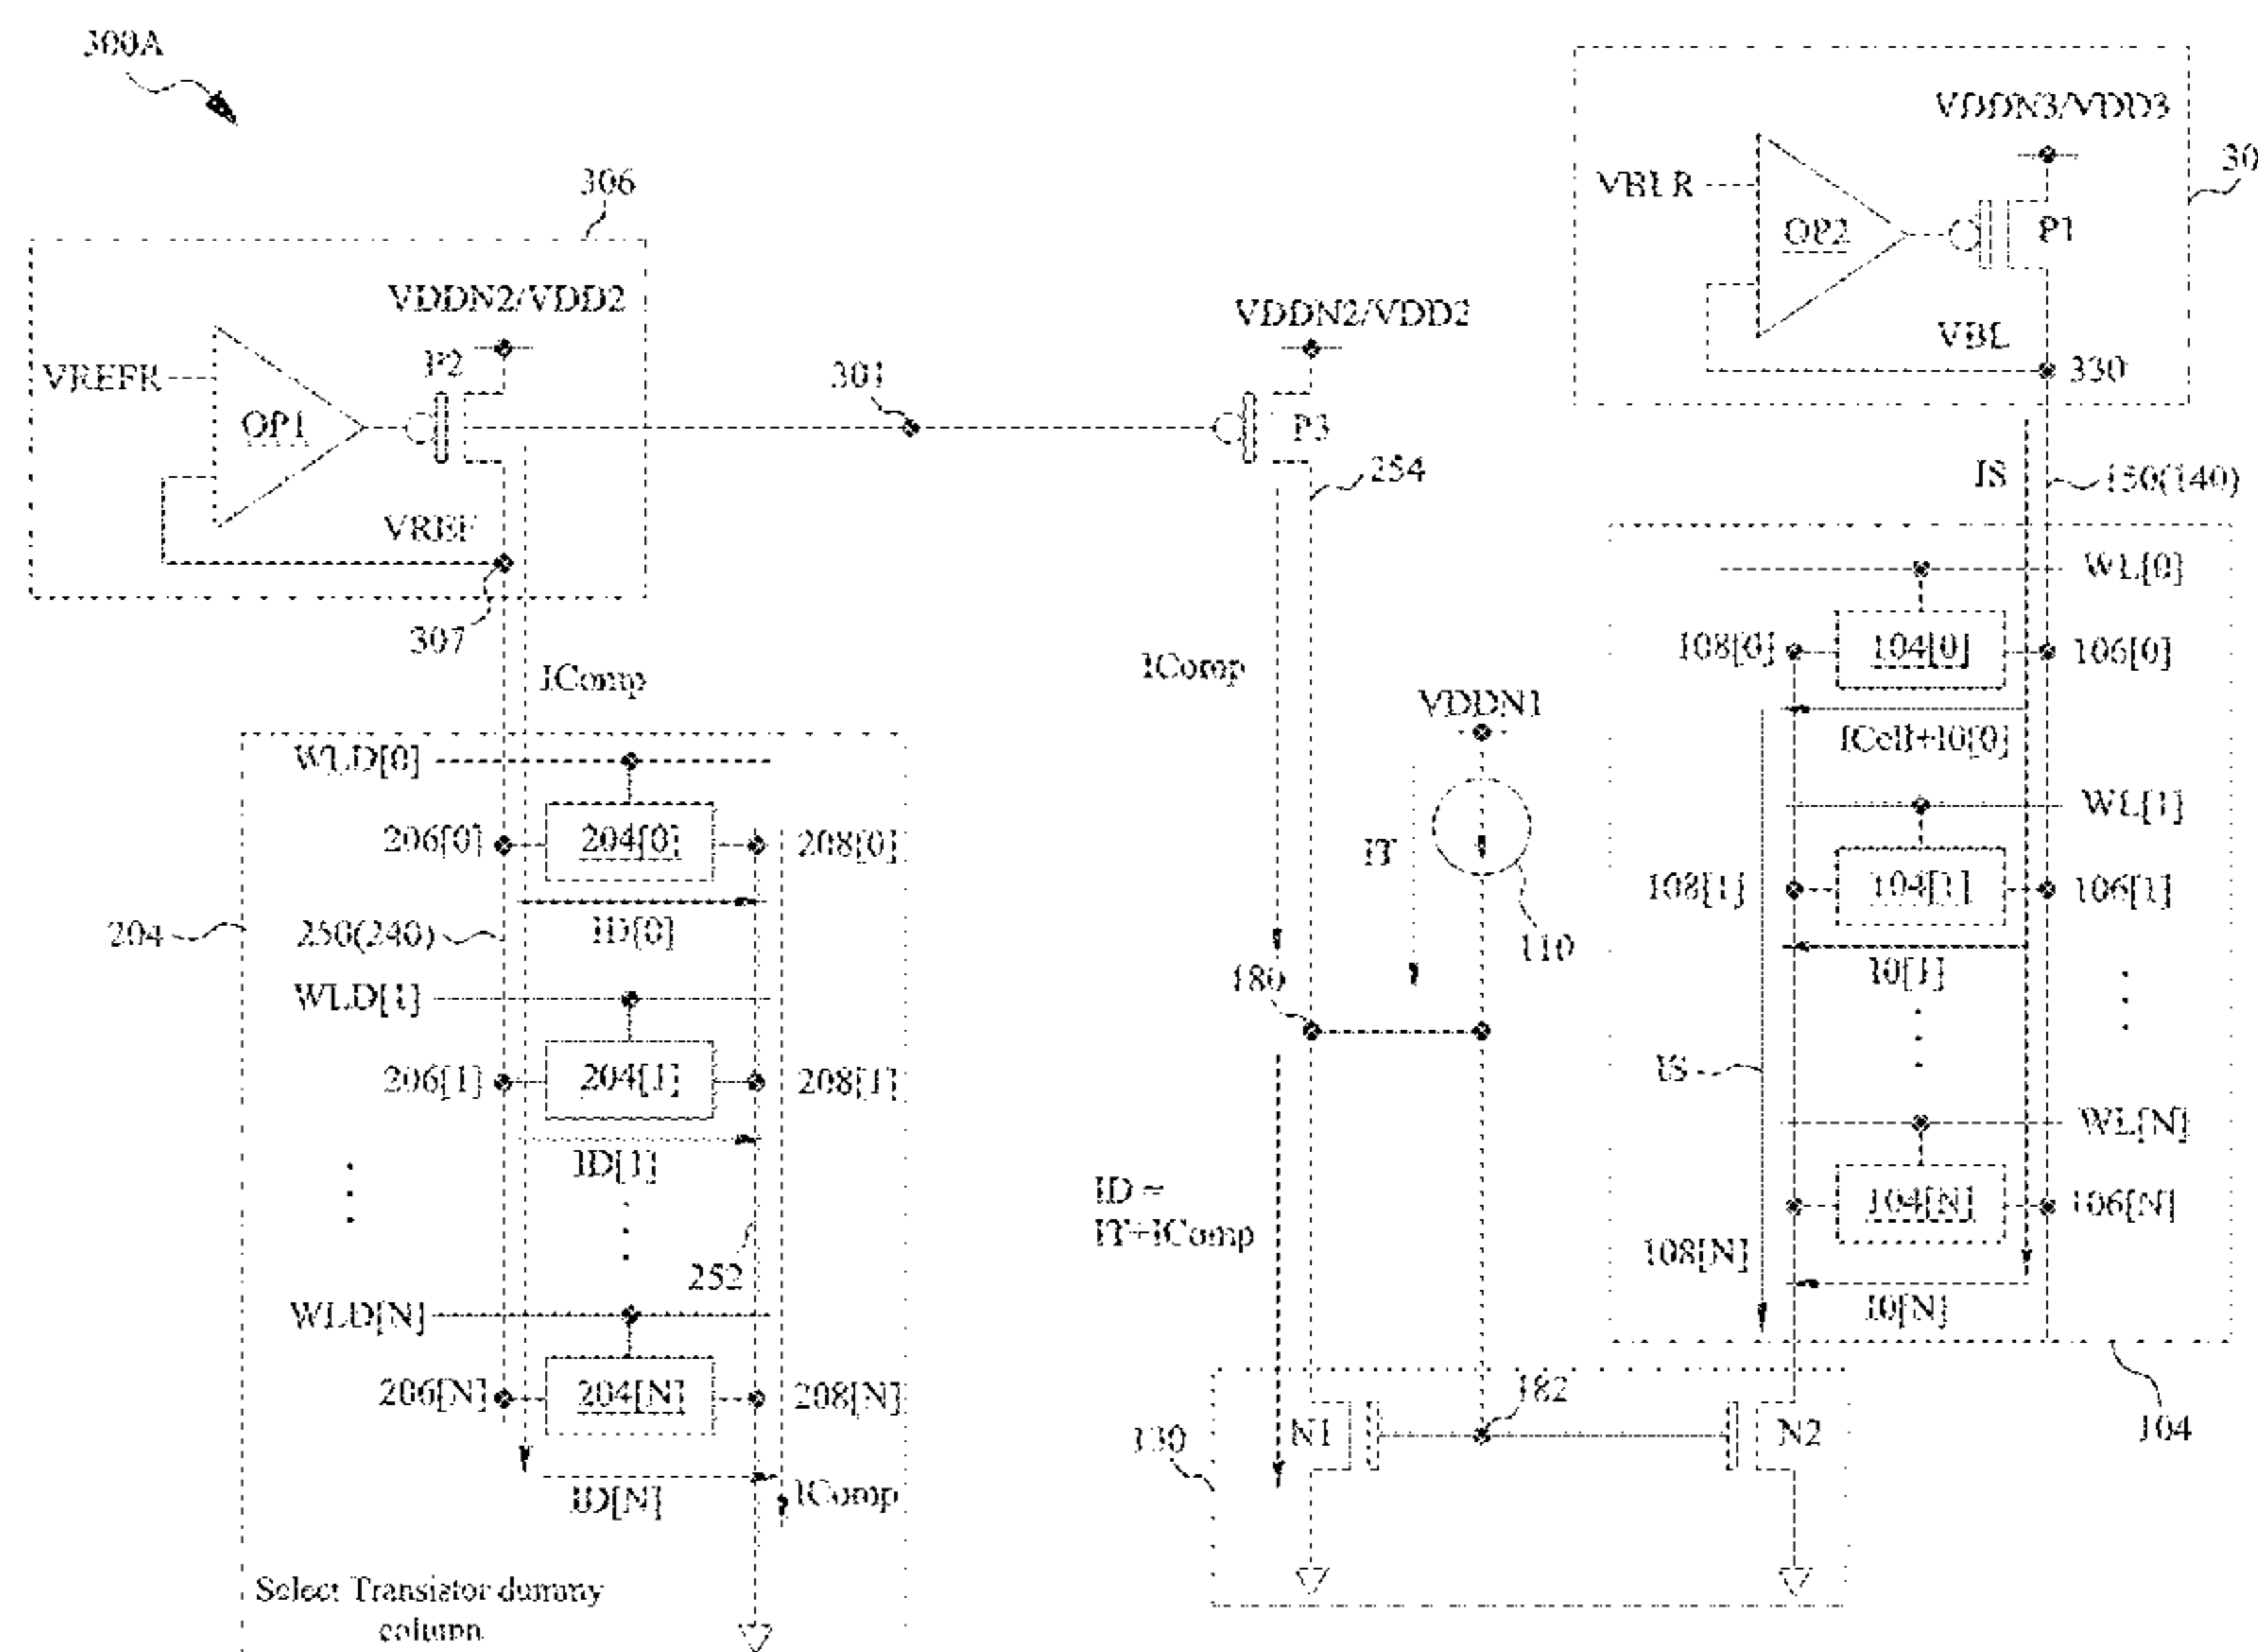 300A
306
VDDN2/VDD2
P2
VREFR
OP1
VREF
307
301
VDDN2/VDD2
P3
254
VDDN3/VDD3
30
VBLR
OP2
P1
VBL
330
IS
150(140)
WL[0]
108[0]
104[0]
106[0]
ICell+I0[0]
WL[1]
108[1]
104[1]
106[1]
I0[1]
IS
WL[N]
104[N]
106[N]
108[N]
I0[N]
104
IComp
IComp
VDDN1
IT
110
180
WLD[0]
206[0]
204[0]
208[0]
204
250(240)
ID[0]
WLD[1]
206[1]
204[1]
208[1]
ID[1]
252
WLD[N]
206[N]
204[N]
208[N]
ID[N]
IComp
Select Transistor dummy
column
ID =
IT+IComp
182
130
N1
N2